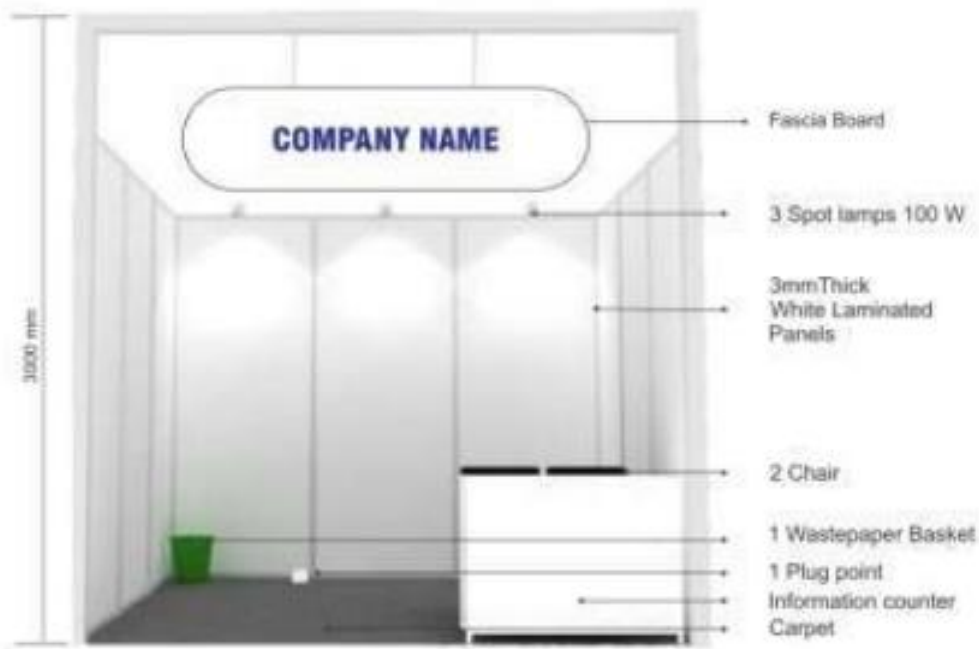 COMPANY NAME
Fascia Board
3 Spot lamps 100 W
3mmThick
White Laminated
Panels
3000 mm
2 Chair
1 Wastepaper Basket
1 Plug point
Information counter
Carpet